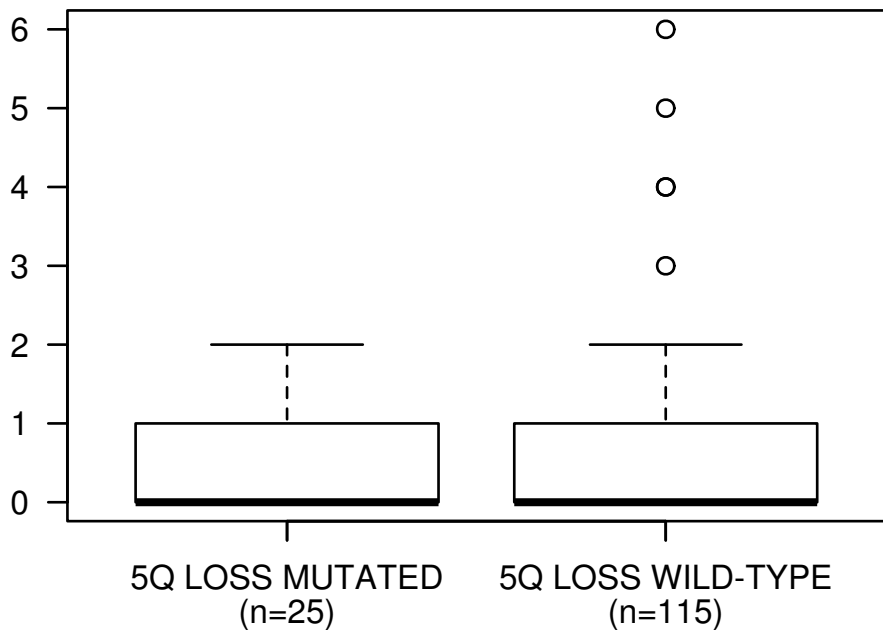 6
5
4
3
2
1
0
5Q LOSS MUTATED
(n=25)
5Q LOSS WILD-TYPE
(n=115)